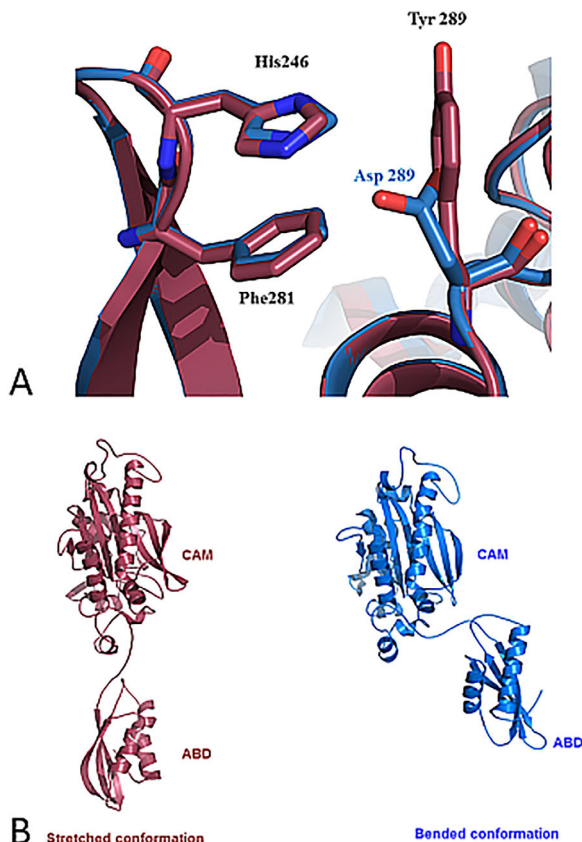 Tyr 289
His246
Asp 289
Phe281
A
CAM
CAM
ABD
ABD
B
Stretched conformation
Bended conformation